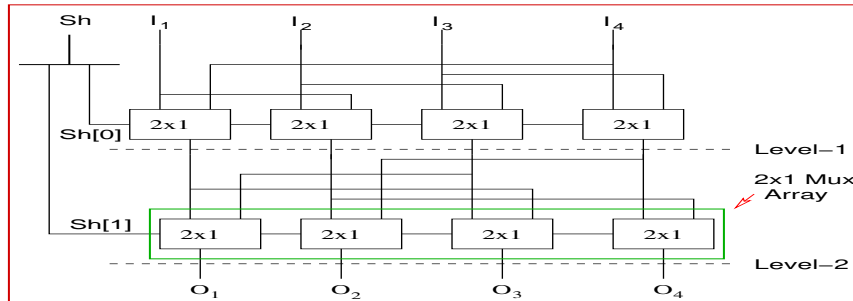 Sh I₁ I₂ I₃ I₄
2x1 2x1 2x1 2x1
Sh[0]
Level-1
2x1 Mux
Array
Sh[1]
2x1 2x1 2x1 2x1
Level-2
O₁ O₂ O₃ O₄